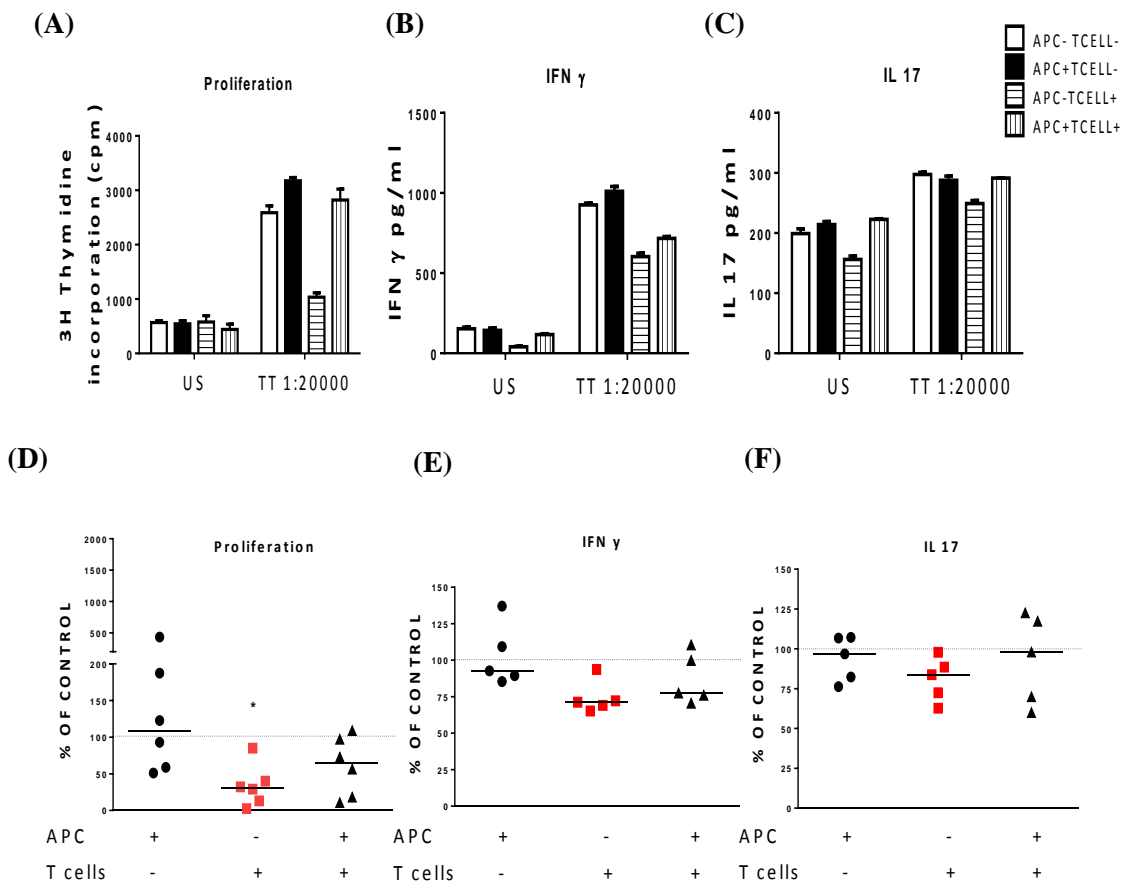 (A)
(B)
(C)
APC- TCELL-
APC+TCELL-
APC-TCELL+
APC+TCELL+
Proliferation
IFN γ
IL 17
3H Thymidine
incorporation (cpm)
4000
3000
2000
1000
0
US
TT 1:20000
IFN γ pg/ml
1500
1000
500
0
US
TT 1:20000
IL 17 pg/ml
400
300
200
100
0
US
TT 1:20000
(D)
(E)
(F)
Proliferation
IFN γ
IL 17
% OF CONTROL
2000
1500
1000
500
200
150
100
50
0
*
% OF CONTROL
150
125
100
75
50
25
0
% OF CONTROL
150
125
100
75
50
25
0
APC + - +
T cells - + +
APC + - +
T cells - + +
APC + - +
T cells - + +